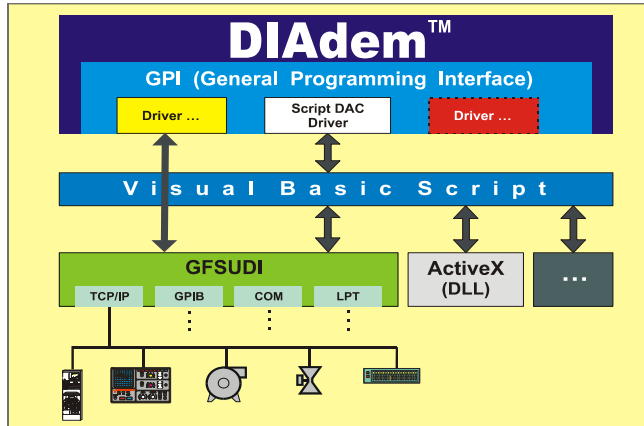 DIAdem™
GPI (General Programming Interface)
Driver ...
Script DAC
Driver
Driver ...
Visual Basic Script
GFSUDI
TCP/IP
GPIB
COM
LPT
ActiveX
(DLL)
...